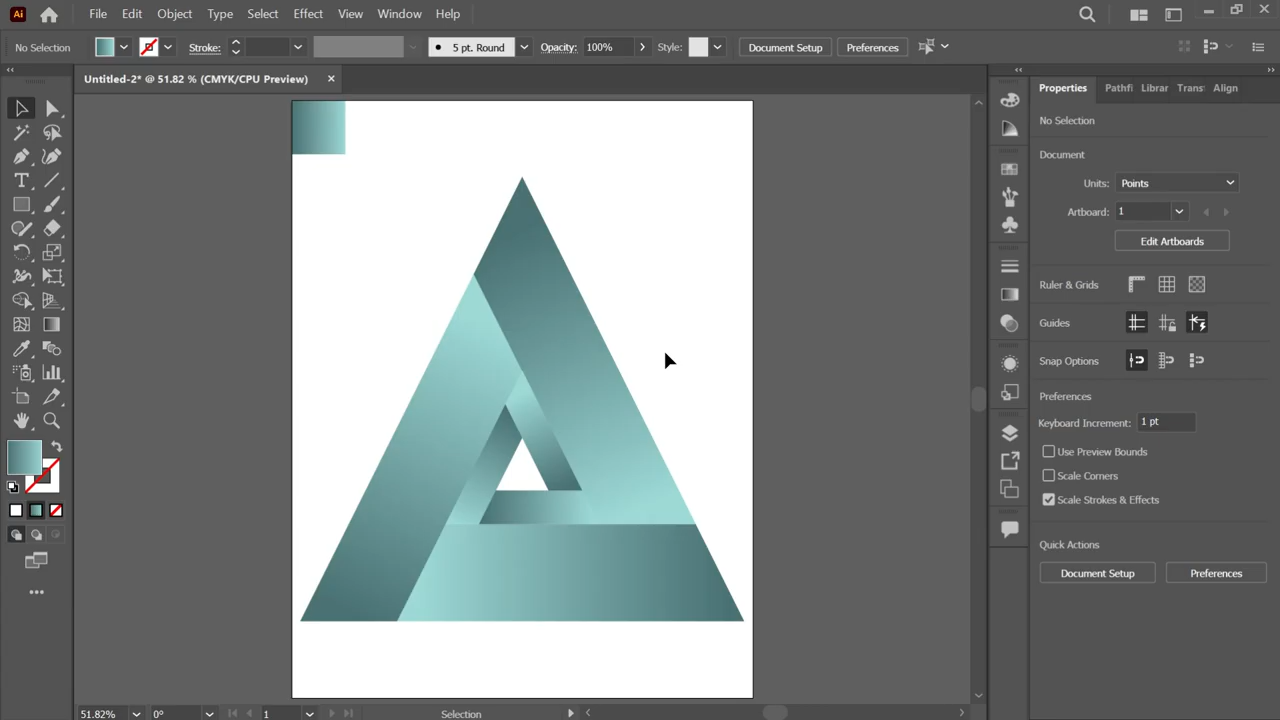 Ai File Edit Object Type Select Effect View Window Help
No Selection Stroke: 5 pt. Round Opacity: 100% Style: Document Setup Preferences
Untitled-2* @ 51.82 % (CMYK/CPU Preview)
Properties Pathfi Librar Trans Align
No Selection
Document
Units: Points
Artboard: 1
Edit Artboards
Ruler & Grids
Guides
Snap Options
Preferences
Keyboard Increment: 1 pt
Use Preview Bounds
Scale Corners
Scale Strokes & Effects
Quick Actions
Document Setup Preferences
51.82% 0° 1 Selection